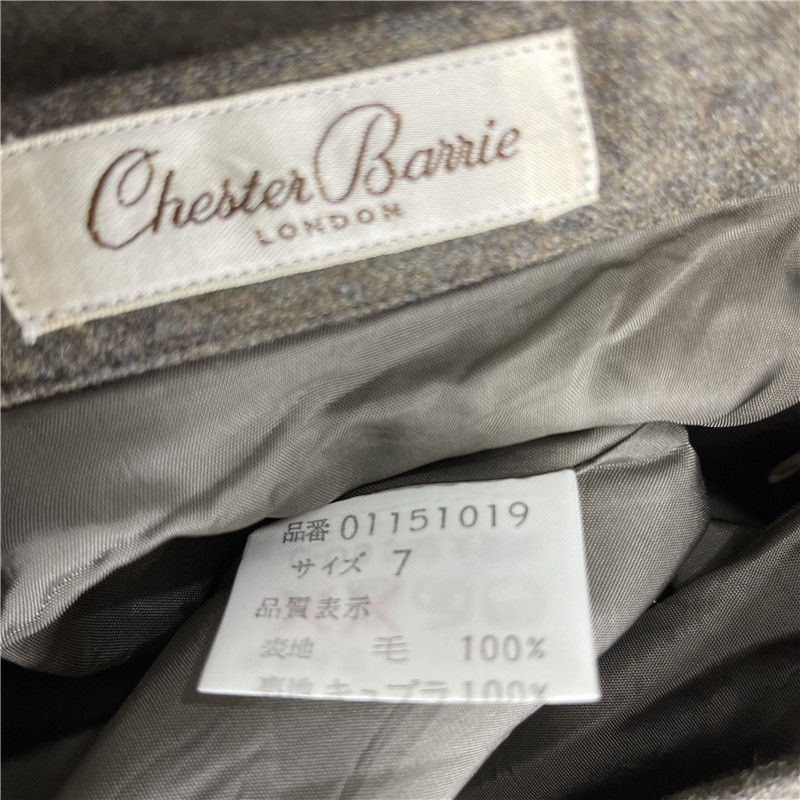 Chester Barrie
LONDON
品番 01151019
サイズ 7
品質表示
表地 毛 100%
裏地 キュプラ 100%